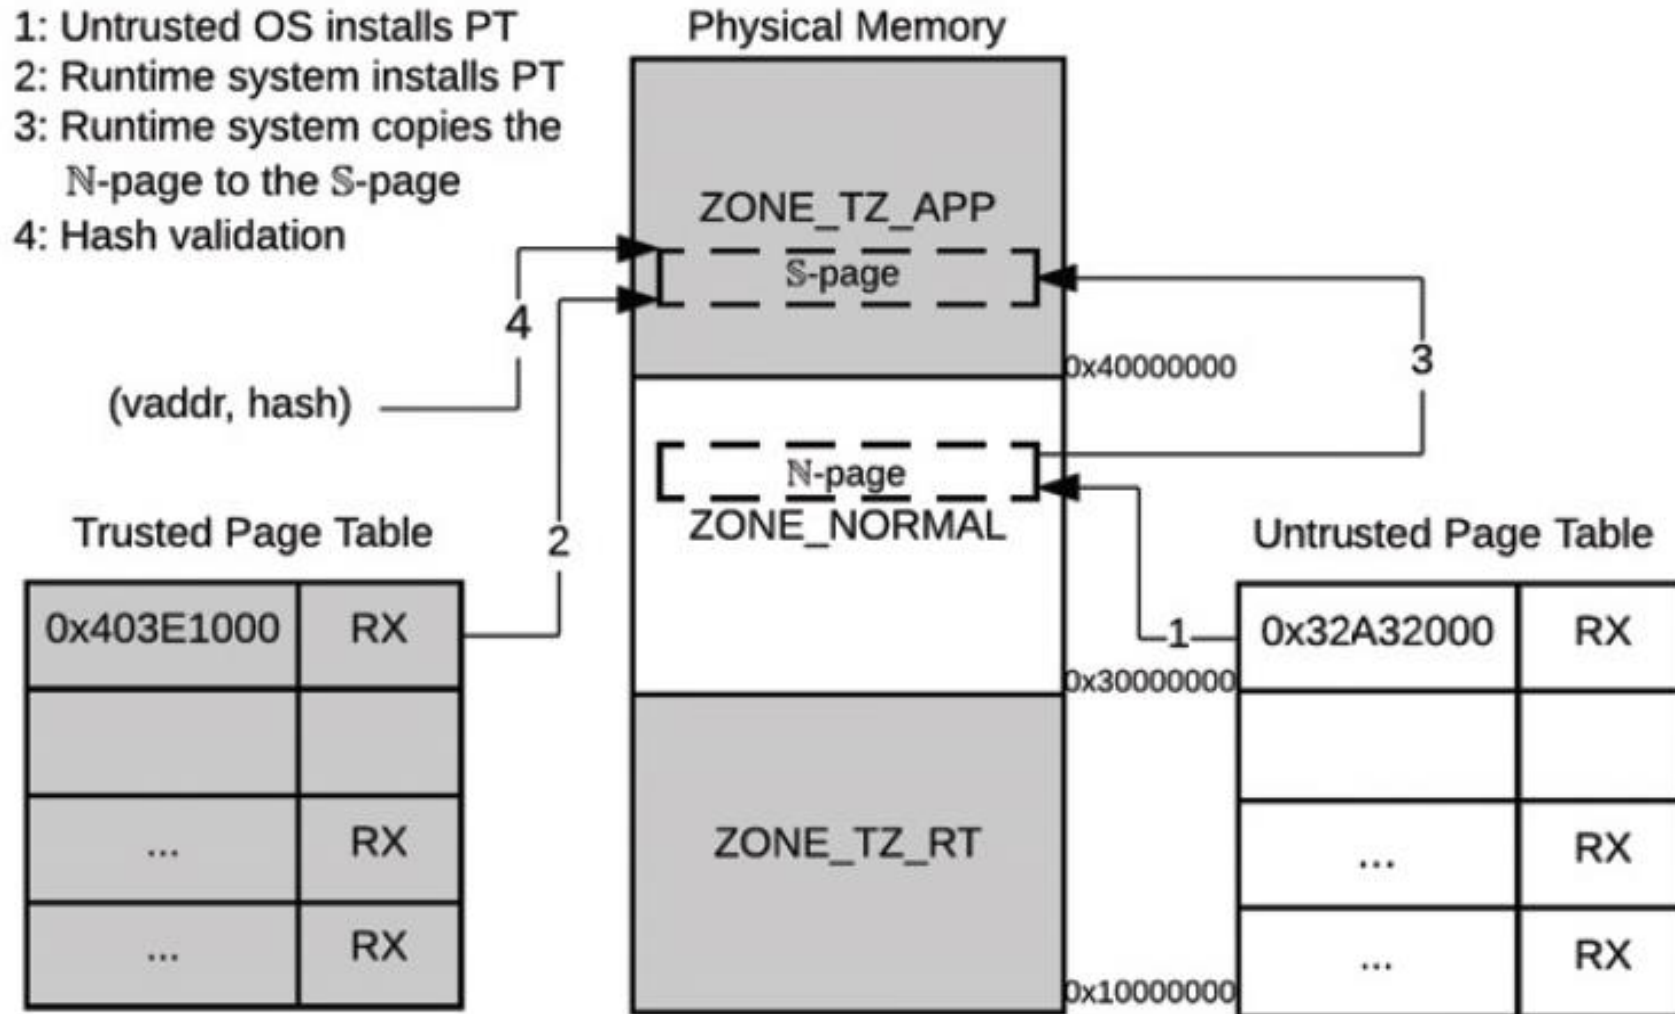 1: Untrusted OS installs PT
2: Runtime system installs PT
3: Runtime system copies the
ℕ-page to the 𝕊-page
4: Hash validation
Physical Memory
ZONE_TZ_APP
𝕊-page
4
0x40000000
3
(vaddr, hash)
ℕ-page
ZONE_NORMAL
2
Trusted Page Table
0x403E1000 RX
... RX
... RX
Untrusted Page Table
1
0x32A32000 RX
... RX
... RX
0x30000000
ZONE_TZ_RT
0x10000000